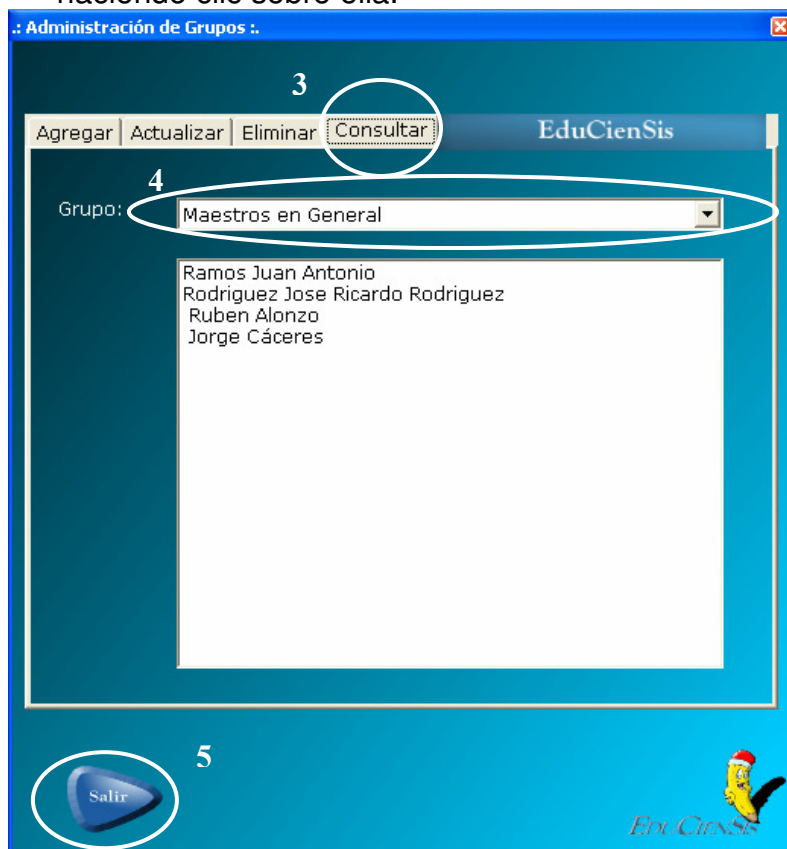 haciendo clic sobre ella.
.: Administración de Grupos :.
3
Agregar Actualizar Eliminar Consultar EduCienSis
4
Grupo: Maestros en General
Ramos Juan Antonio
Rodriguez Jose Ricardo Rodriguez
Ruben Alonzo
Jorge Cáceres
5
Salir
EDUCIENSIS